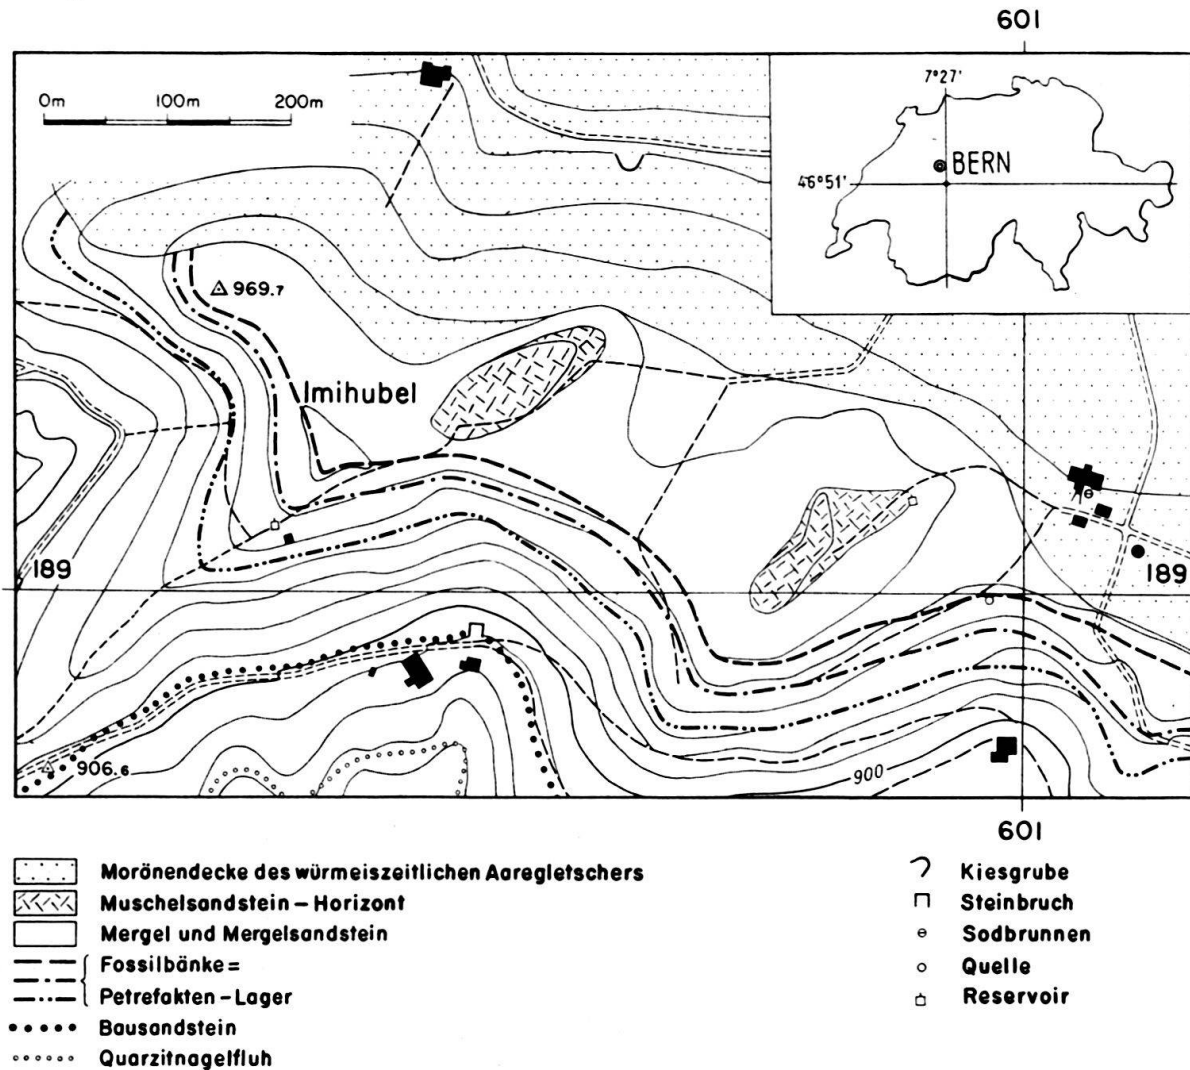 601
0m 100m 200m
7°27'
BERN
46°51'
969.7
Imihubel
189
189
906.6
900
601
Moränendecke des würmeiszeitlichen Aaregletschers
Muschelsandstein – Horizont
Mergel und Mergelsandstein
Fossilbänke =
Petrefakten – Lager
Bausandstein
Quarzitnagelfluh
Kiesgrube
Steinbruch
Sodbrunnen
Quelle
Reservoir